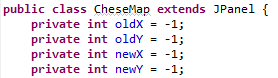 public class CheseMap extends JPanel {
    private int oldX = -1;
    private int oldY = -1;
    private int newX = -1;
    private int newY = -1;